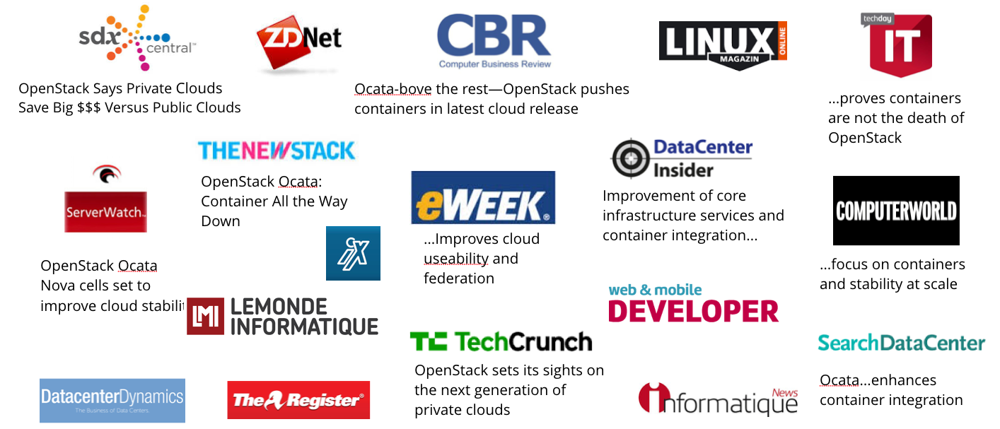 sdx central™
OpenStack Says Private Clouds
Save Big $$$ Versus Public Clouds
ZDNet
CBR
Computer Business Review
Ocata-bove the rest—OpenStack pushes
containers in latest cloud release
LINUX
MAGAZIN
ONLINE
techday
IT
...proves containers
are not the death of
OpenStack
ServerWatch™
OpenStack Ocata
Nova cells set to
improve cloud stabilit
THENEWSTACK
OpenStack Ocata:
Container All the Way
Down
eWEEK®
...Improves cloud
useability and
federation
DataCenter
Insider
Improvement of core
infrastructure services and
container integration...
COMPUTERWORLD
...focus on containers
and stability at scale
iX
LMI
LEMONDE
INFORMATIQUE
web & mobile
DEVELOPER
TC TechCrunch
OpenStack sets its sights on
the next generation of
private clouds
SearchDataCenter
Ocata...enhances
container integration
DatacenterDynamics
The Business of Data Centers
The Register®
informatique
News